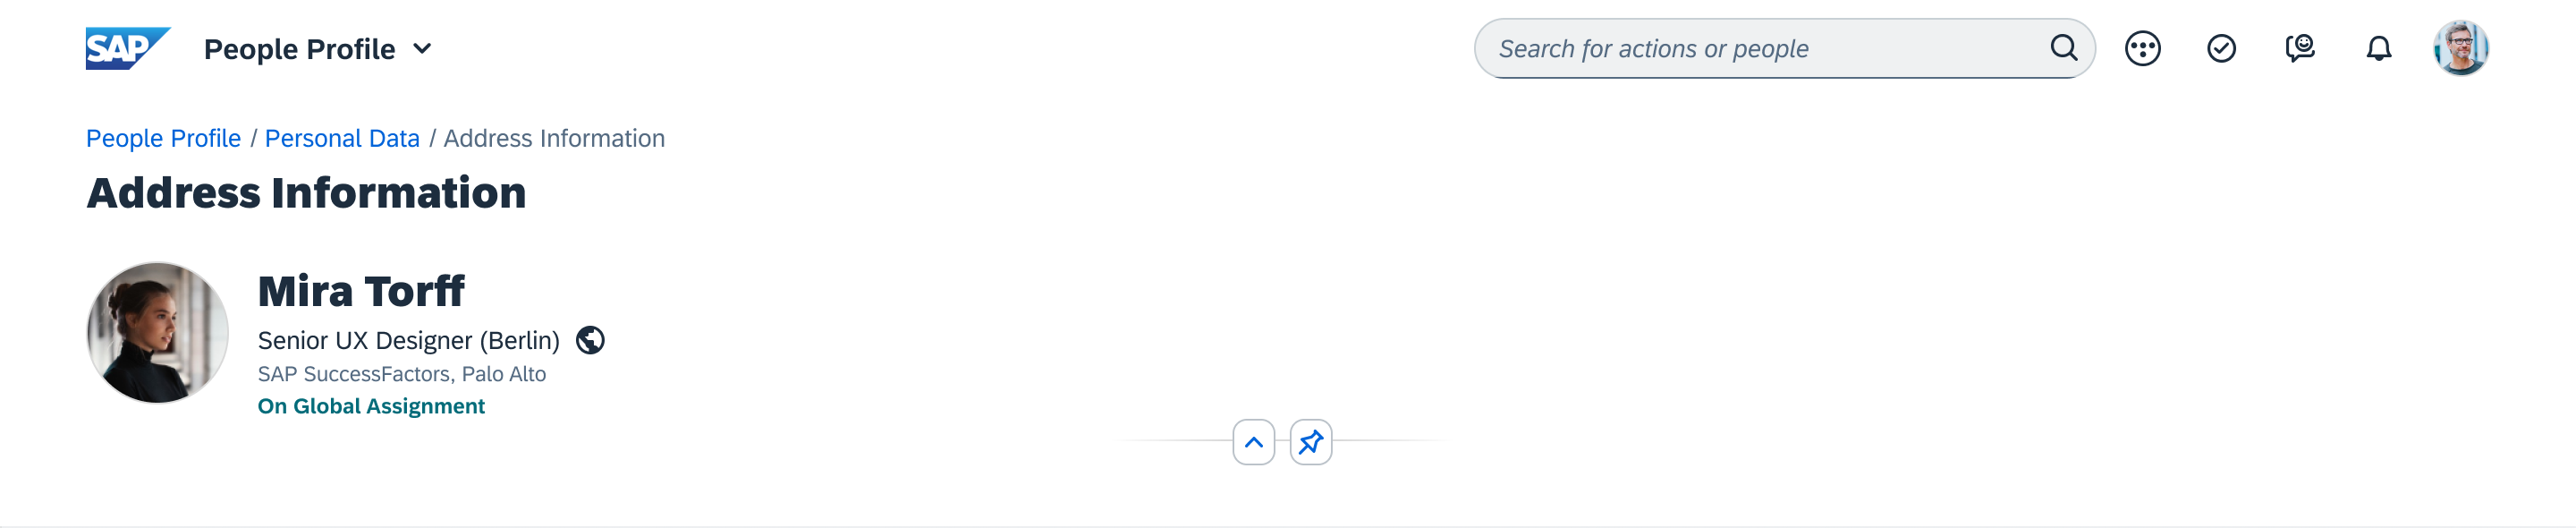 SAP People Profile
Search for actions or people
People Profile / Personal Data / Address Information
Address Information
Mira Torff
Senior UX Designer (Berlin)
SAP SuccessFactors, Palo Alto
On Global Assignment